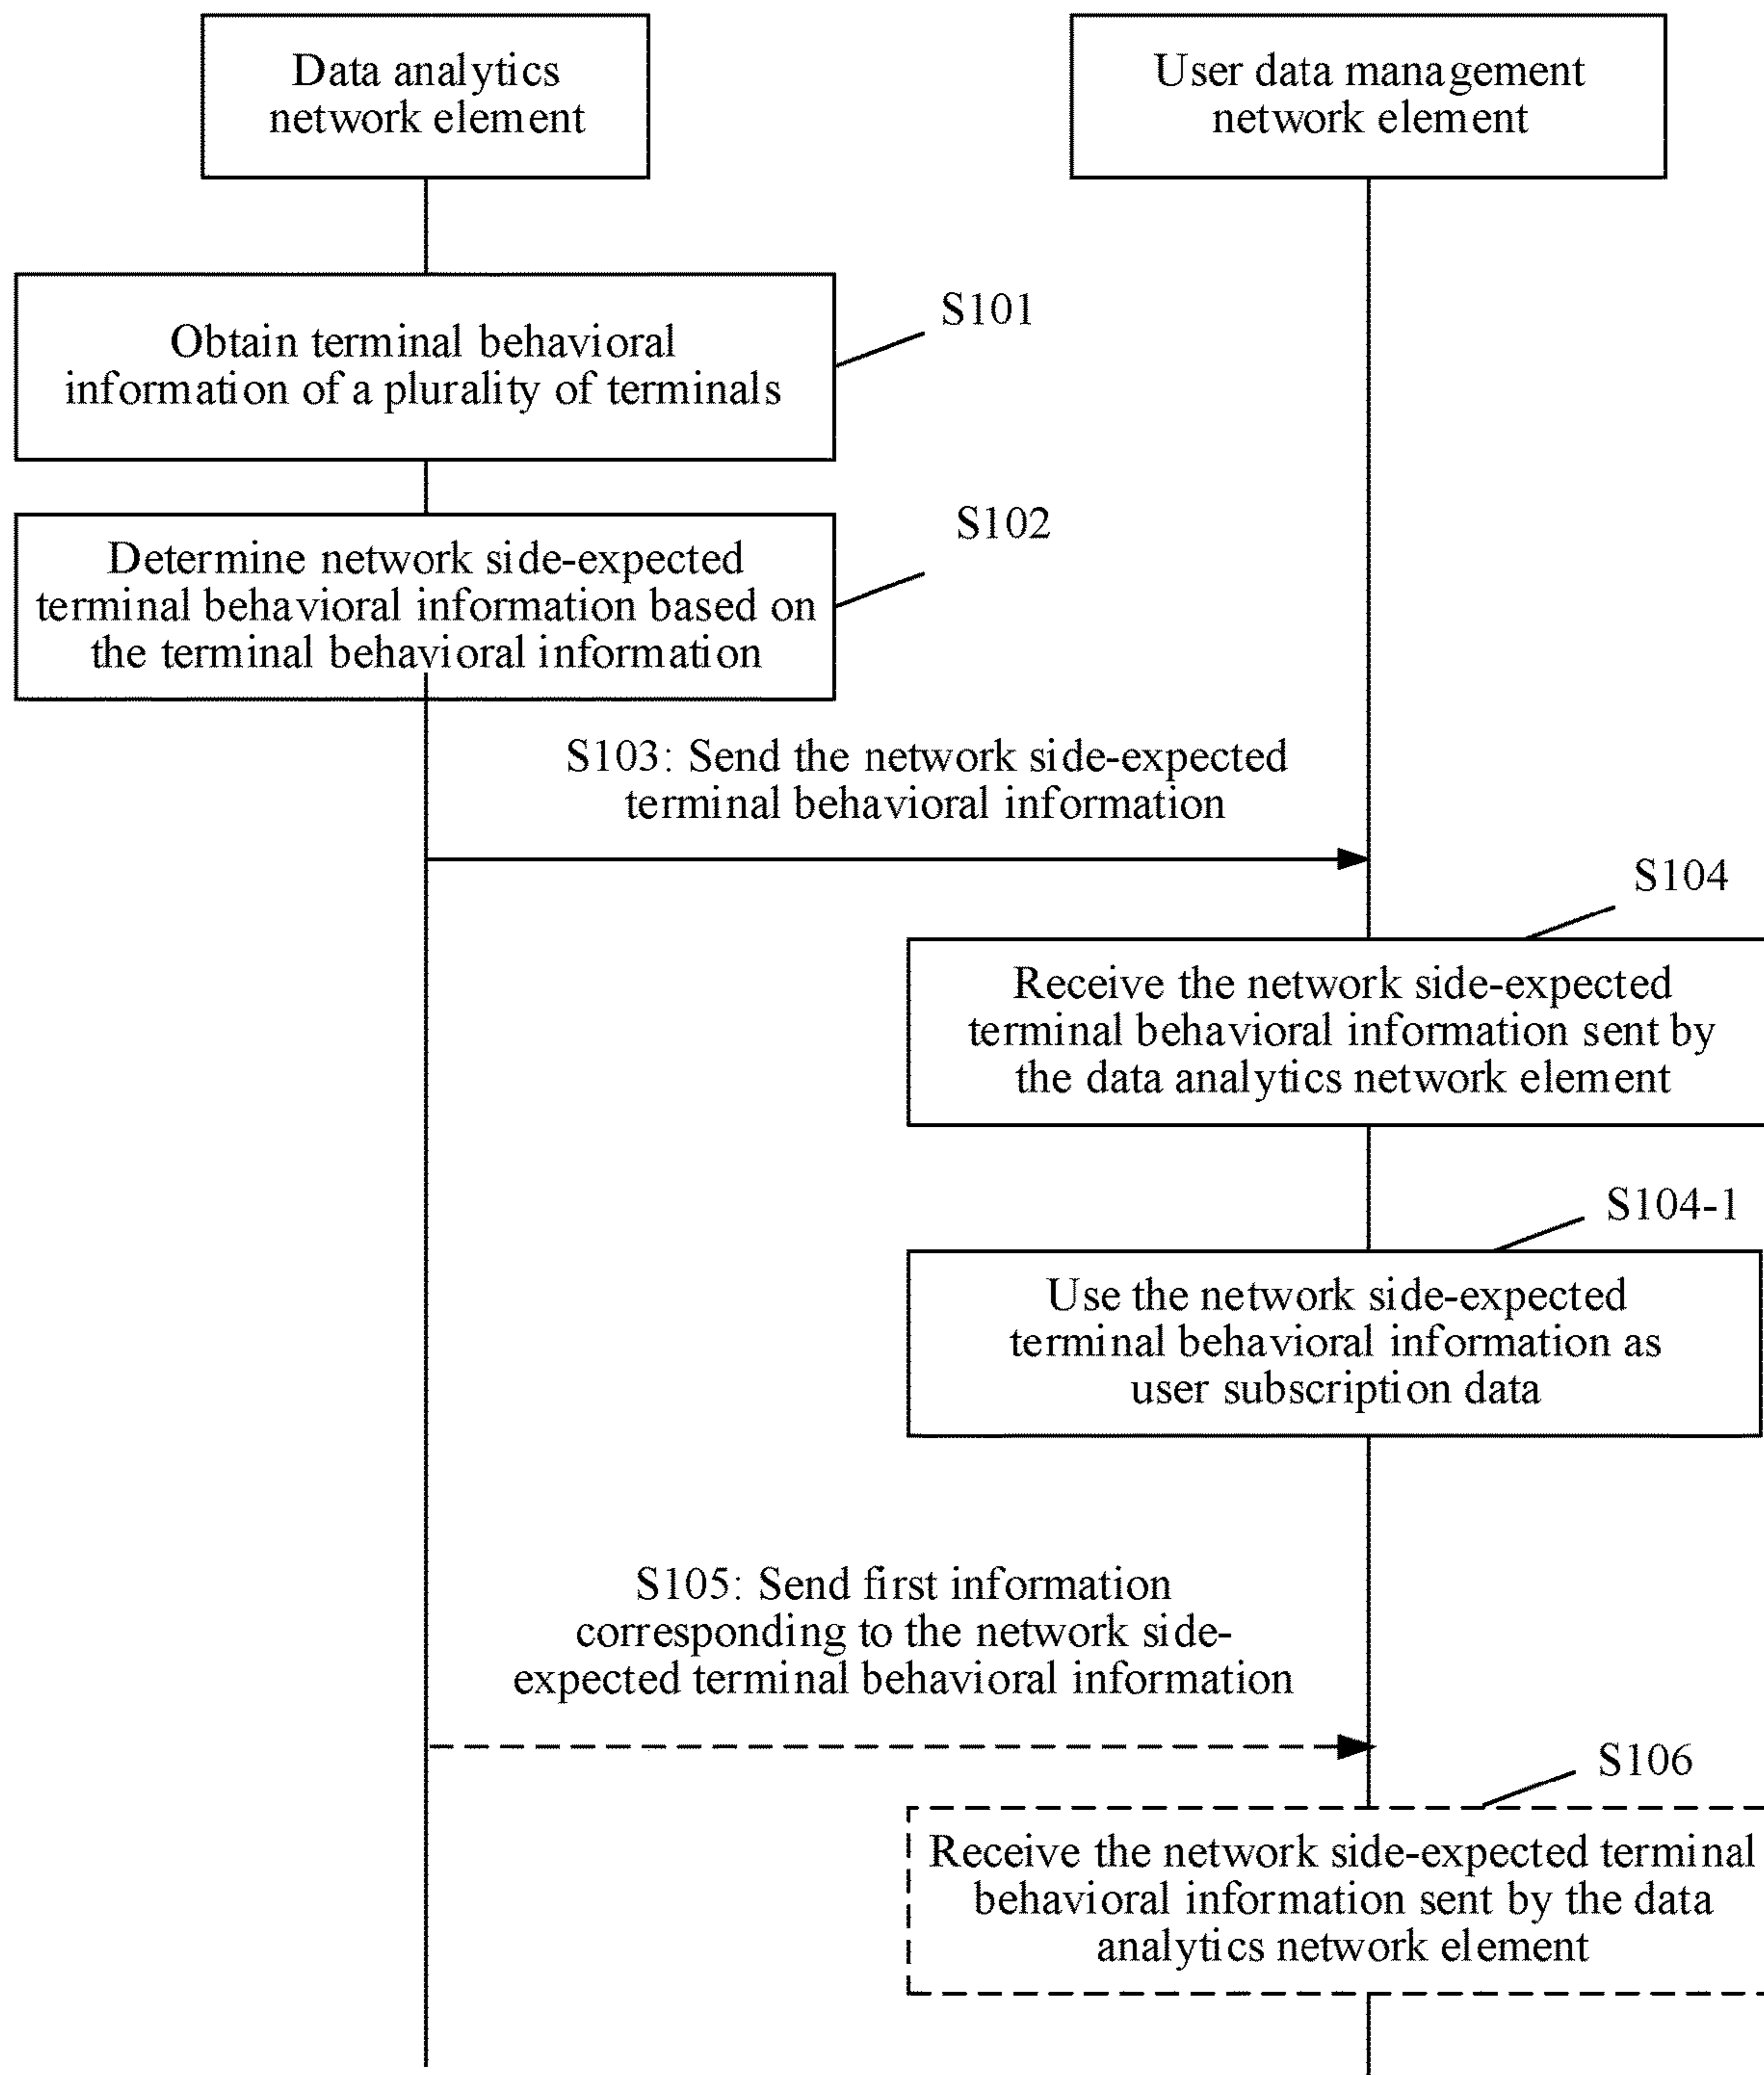 Data analytics
network element
User data management
network element
S101
Obtain terminal behavioral
information of a plurality of terminals
S102
Determine network side-expected
terminal behavioral information based on
the terminal behavioral information
S103: Send the network side-expected
terminal behavioral information
S104
Receive the network side-expected
terminal behavioral information sent by
the data analytics network element
S104-1
Use the network side-expected
terminal behavioral information as
user subscription data
S105: Send first information
corresponding to the network side-
expected terminal behavioral information
S106
Receive the network side-expected terminal
behavioral information sent by the data
analytics network element